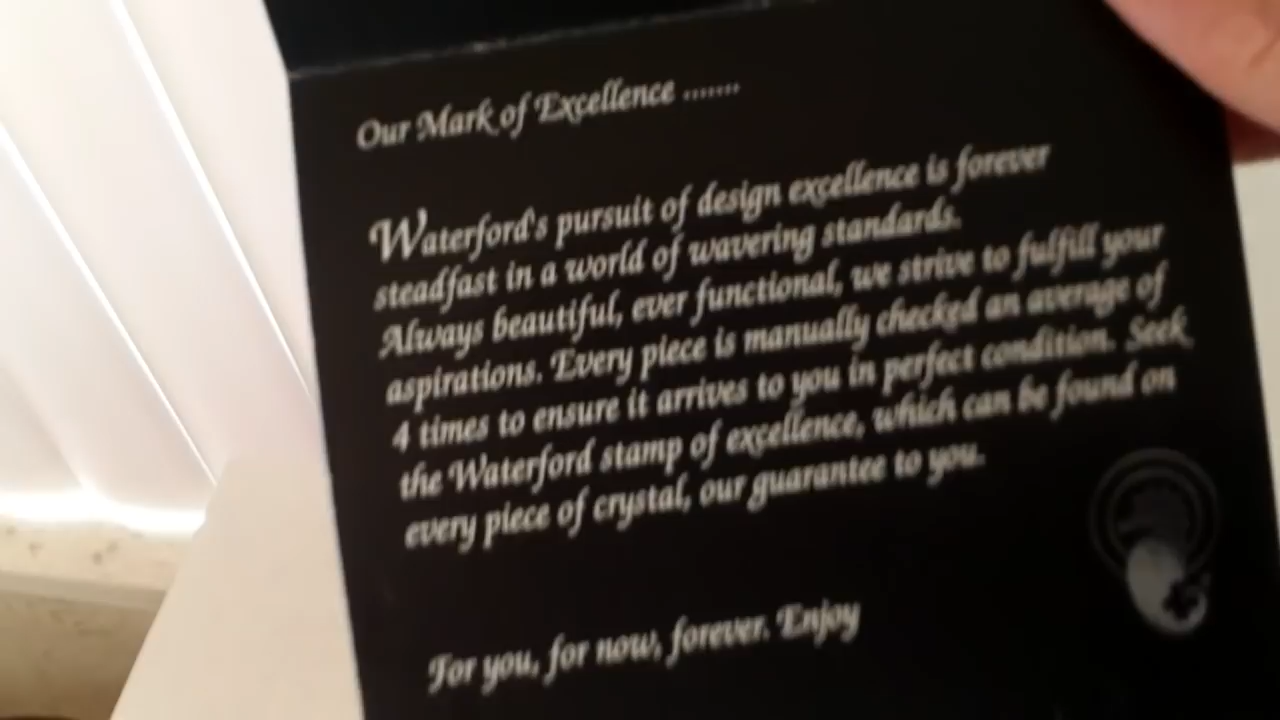 Our Mark of Excellence .......
Waterford's pursuit of design excellence is forever
steadfast in a world of wavering standards.
Always beautiful, ever functional, we strive to fulfill your
aspirations. Every piece is manually checked an average of
4 times to ensure it arrives to you in perfect condition. Seek
the Waterford stamp of excellence, which can be found on
every piece of crystal, our guarantee to you.
For you, for now, forever. Enjoy